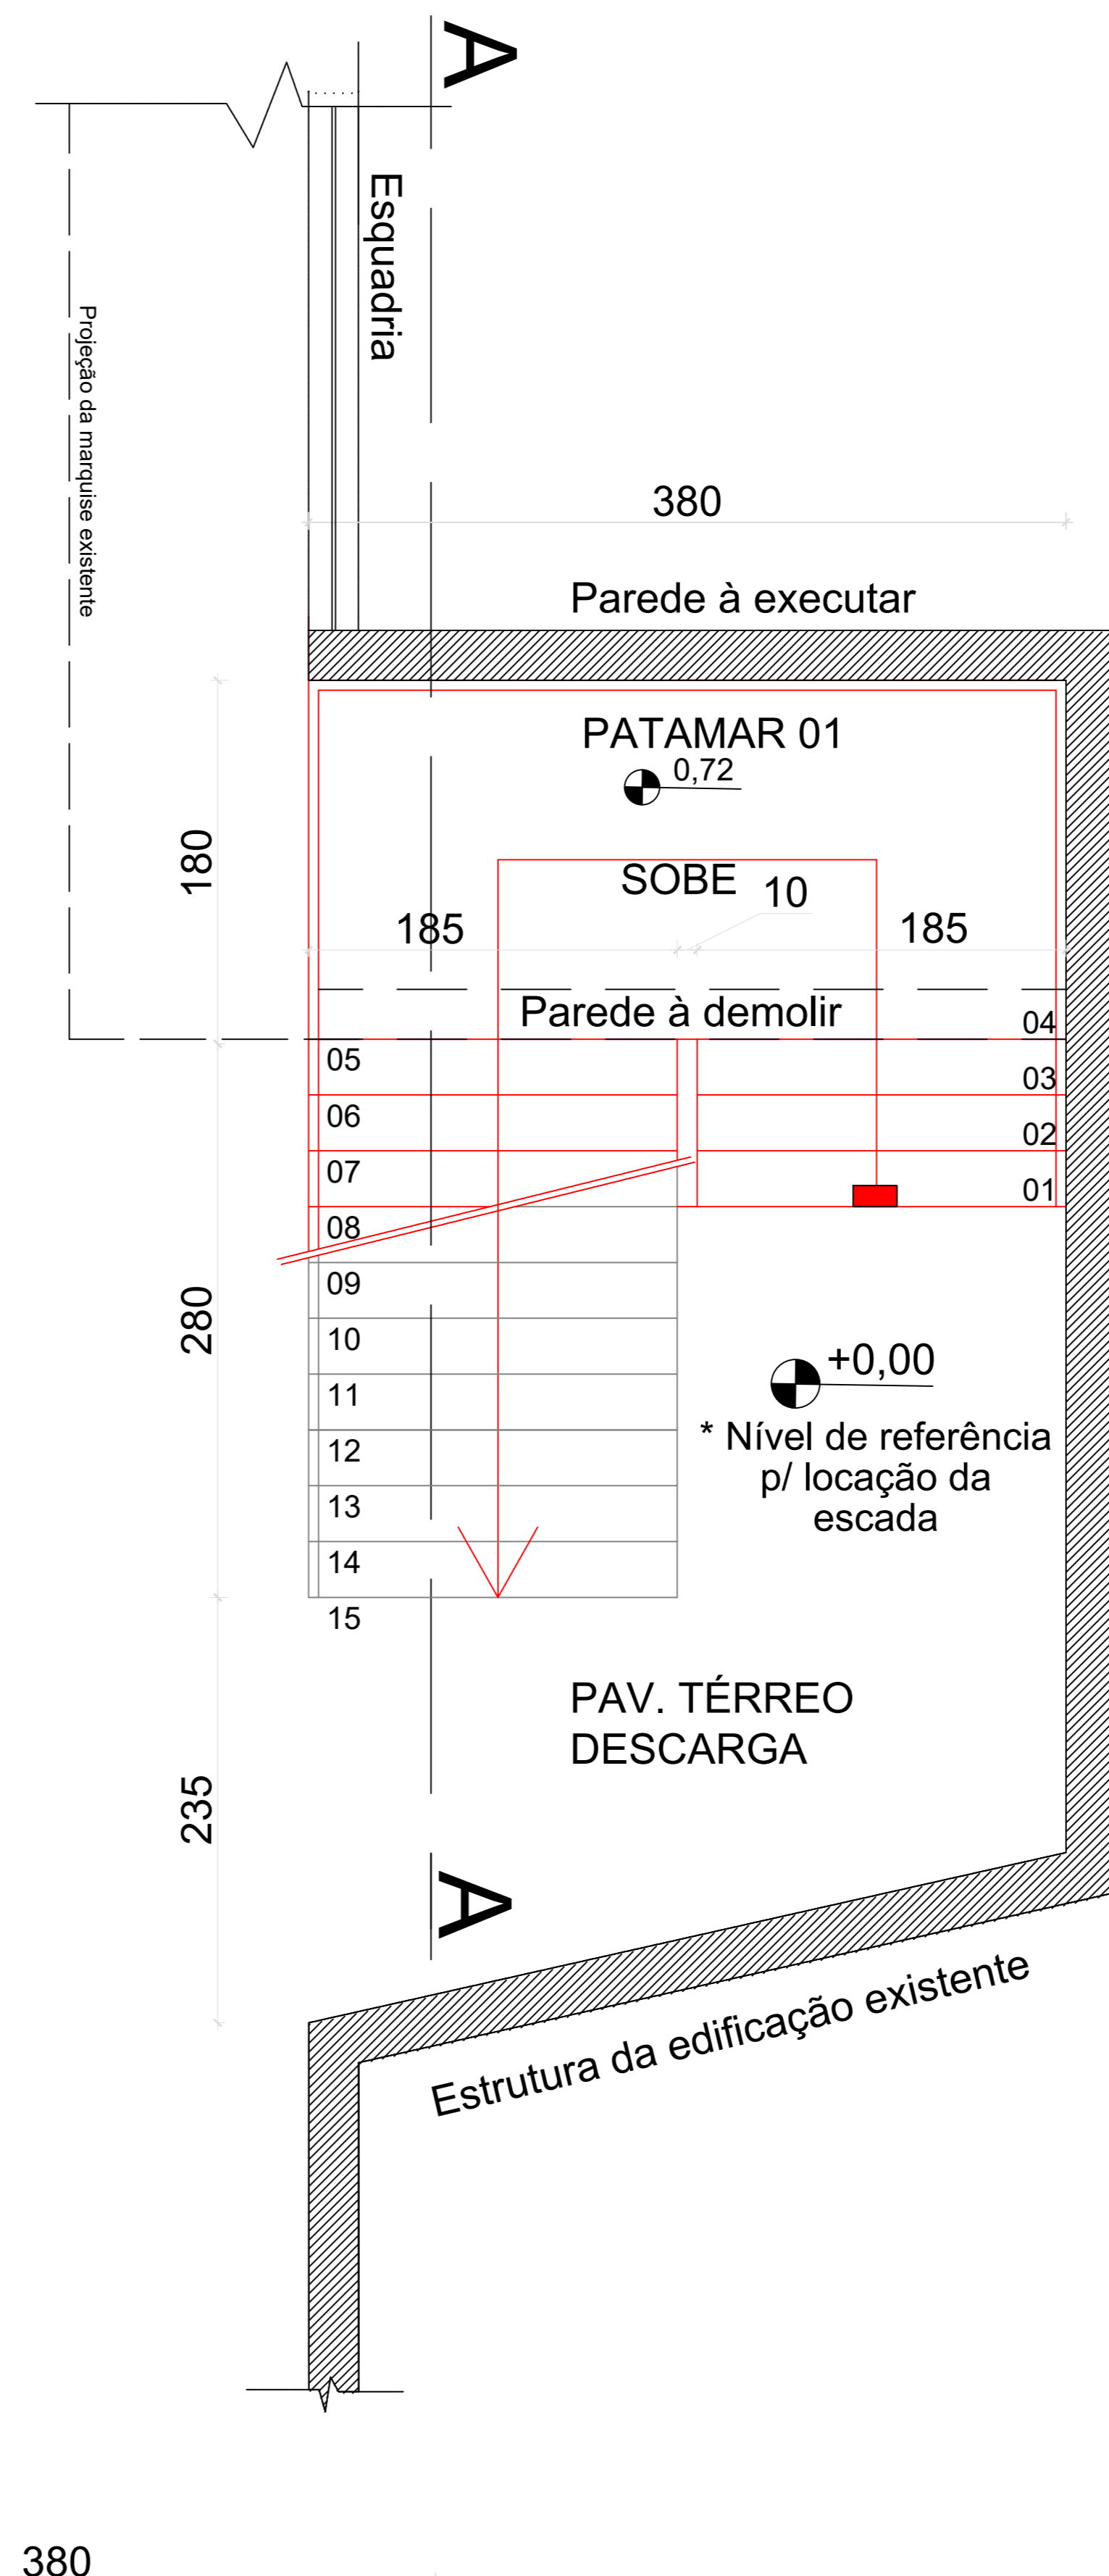 A
Esquadria
Projeção da marquise existente
380
Parede à executar
PATAMAR 01
0,72
180
SOBE
10
185
185
Parede à demolir
04
05
03
06
02
07
01
08
09
280
10
+0,00
11
* Nível de referência
p/ locação da
escada
12
13
14
15
PAV. TÉRREO
DESCARGA
235
A
Estrutura da edificação existente
380